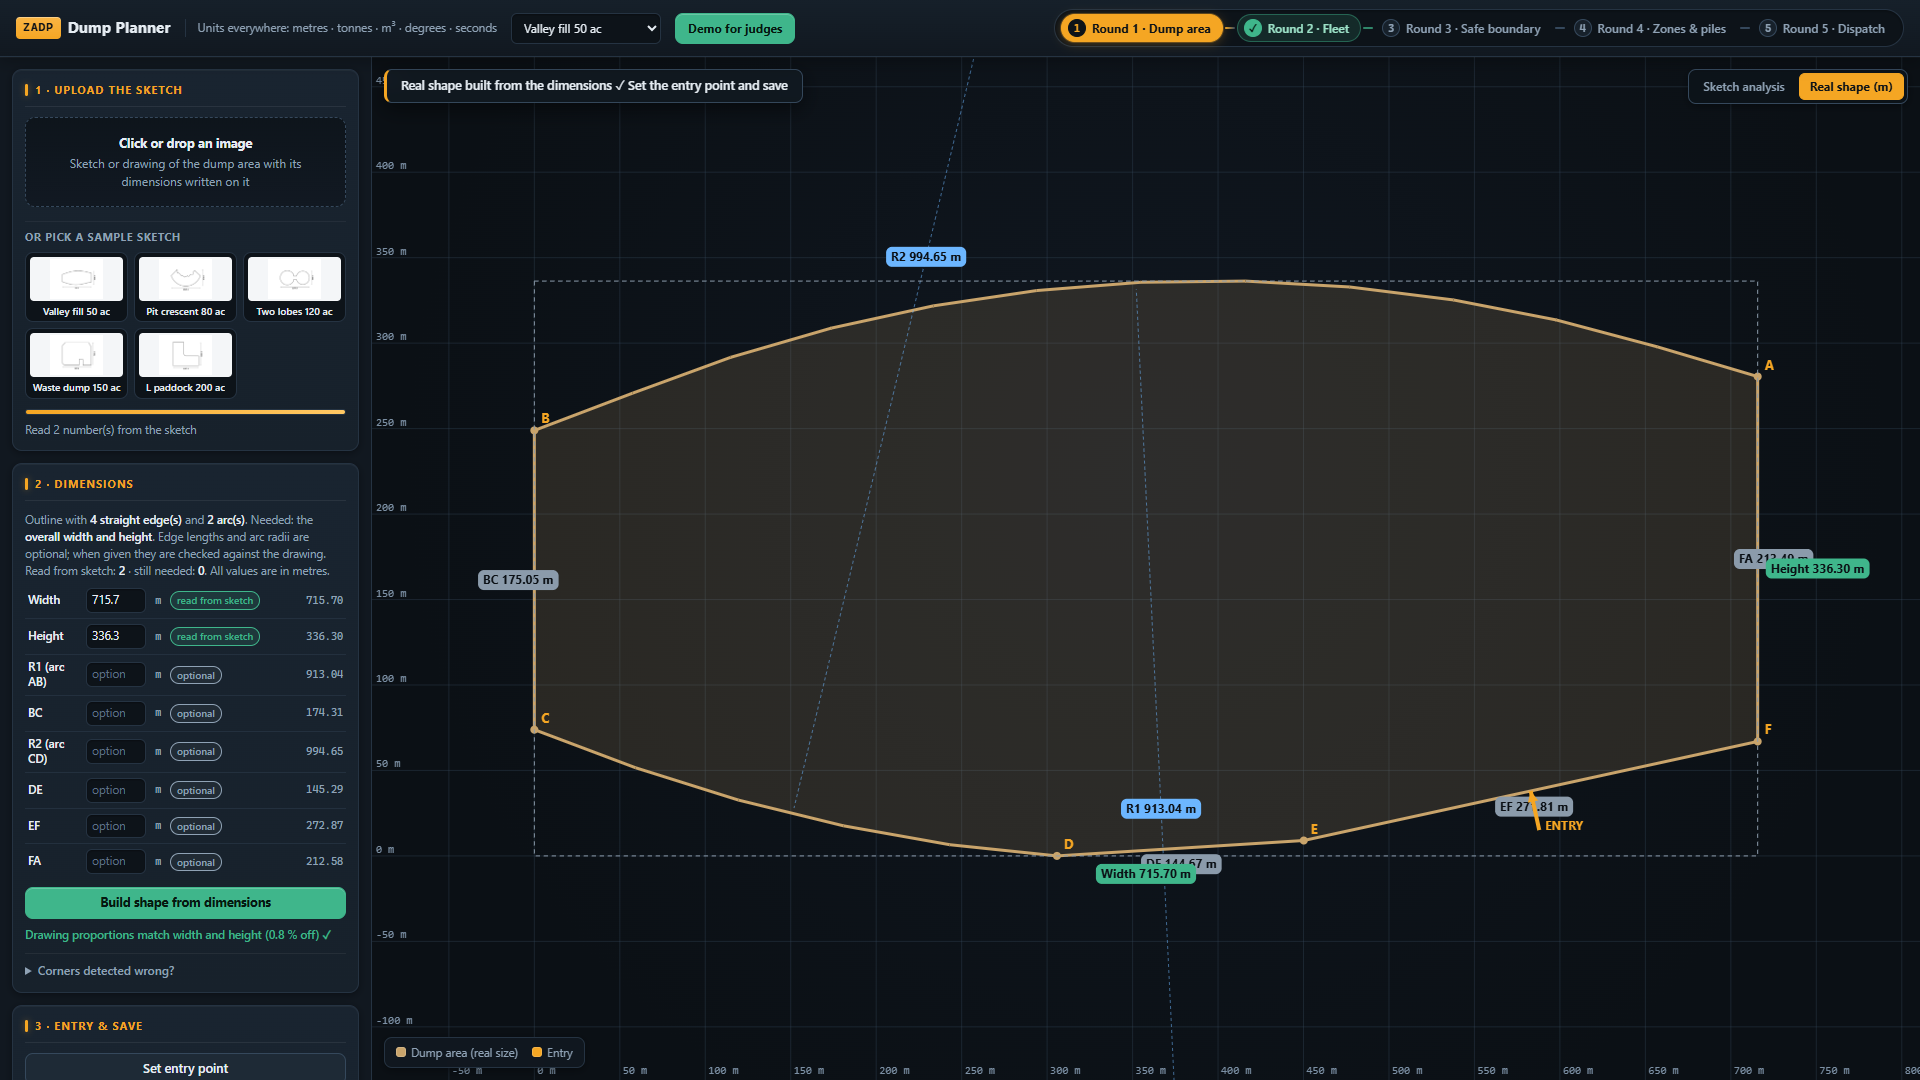 ZADP Dump Planner
Units everywhere: metres · tonnes · m³ · degrees · seconds
Valley fill 50 ac
Demo for judges
1 Round 1 · Dump area
✓ Round 2 · Fleet
3 Round 3 · Safe boundary
4 Round 4 · Zones & piles
5 Round 5 · Dispatch
1 · UPLOAD THE SKETCH
Click or drop an image
Sketch or drawing of the dump area with its
dimensions written on it
OR PICK A SAMPLE SKETCH
Valley fill 50 ac
Pit crescent 80 ac
Two lobes 120 ac
Waste dump 150 ac
L paddock 200 ac
Read 2 number(s) from the sketch
2 · DIMENSIONS
Outline with 4 straight edge(s) and 2 arc(s). Needed: the
overall width and height. Edge lengths and arc radii are
optional; when given they are checked against the drawing.
Read from sketch: 2 · still needed: 0. All values are in metres.
Width 715.7 m read from sketch 715.70
Height 336.3 m read from sketch 336.30
R1 (arc
AB) option m optional 913.04
BC option m optional 174.31
R2 (arc
CD) option m optional 994.65
DE option m optional 145.29
EF option m optional 272.87
FA option m optional 212.58
Build shape from dimensions
Drawing proportions match width and height (0.8 % off) ✓
▶ Corners detected wrong?
3 · ENTRY & SAVE
Set entry point
Real shape built from the dimensions ✓ Set the entry point and save
Sketch analysis
Real shape (m)
400 m
350 m
300 m
250 m
200 m
150 m
100 m
50 m
0 m
-50 m
-100 m
R2 994.65 m
A
B
BC 175.05 m
Height 336.30 m
C
F
R1 913.04 m
ENTRY
E
D
Width 715.70 m
Dump area (real size)
Entry
-50 m
0 m
50 m
100 m
150 m
200 m
250 m
300 m
350 m
400 m
450 m
500 m
550 m
600 m
650 m
700 m
750 m